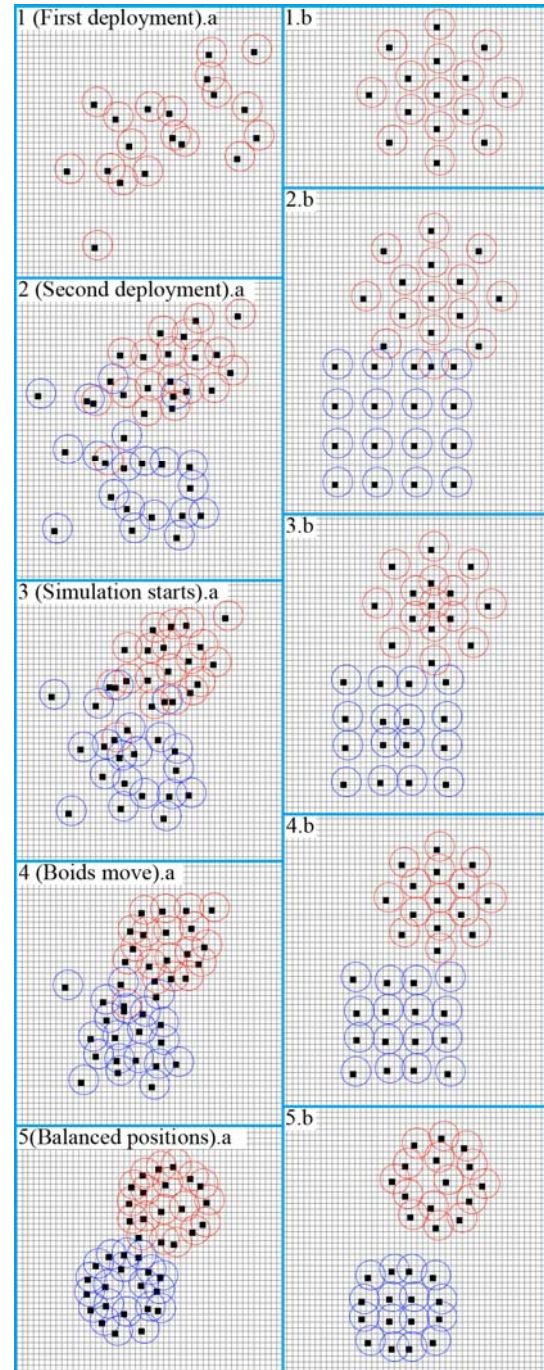 1 (First deployment).a
1.b
2 (Second deployment).a
2.b
3 (Simulation starts).a
3.b
4 (Boids move).a
4.b
5(Balanced positions).a
5.b